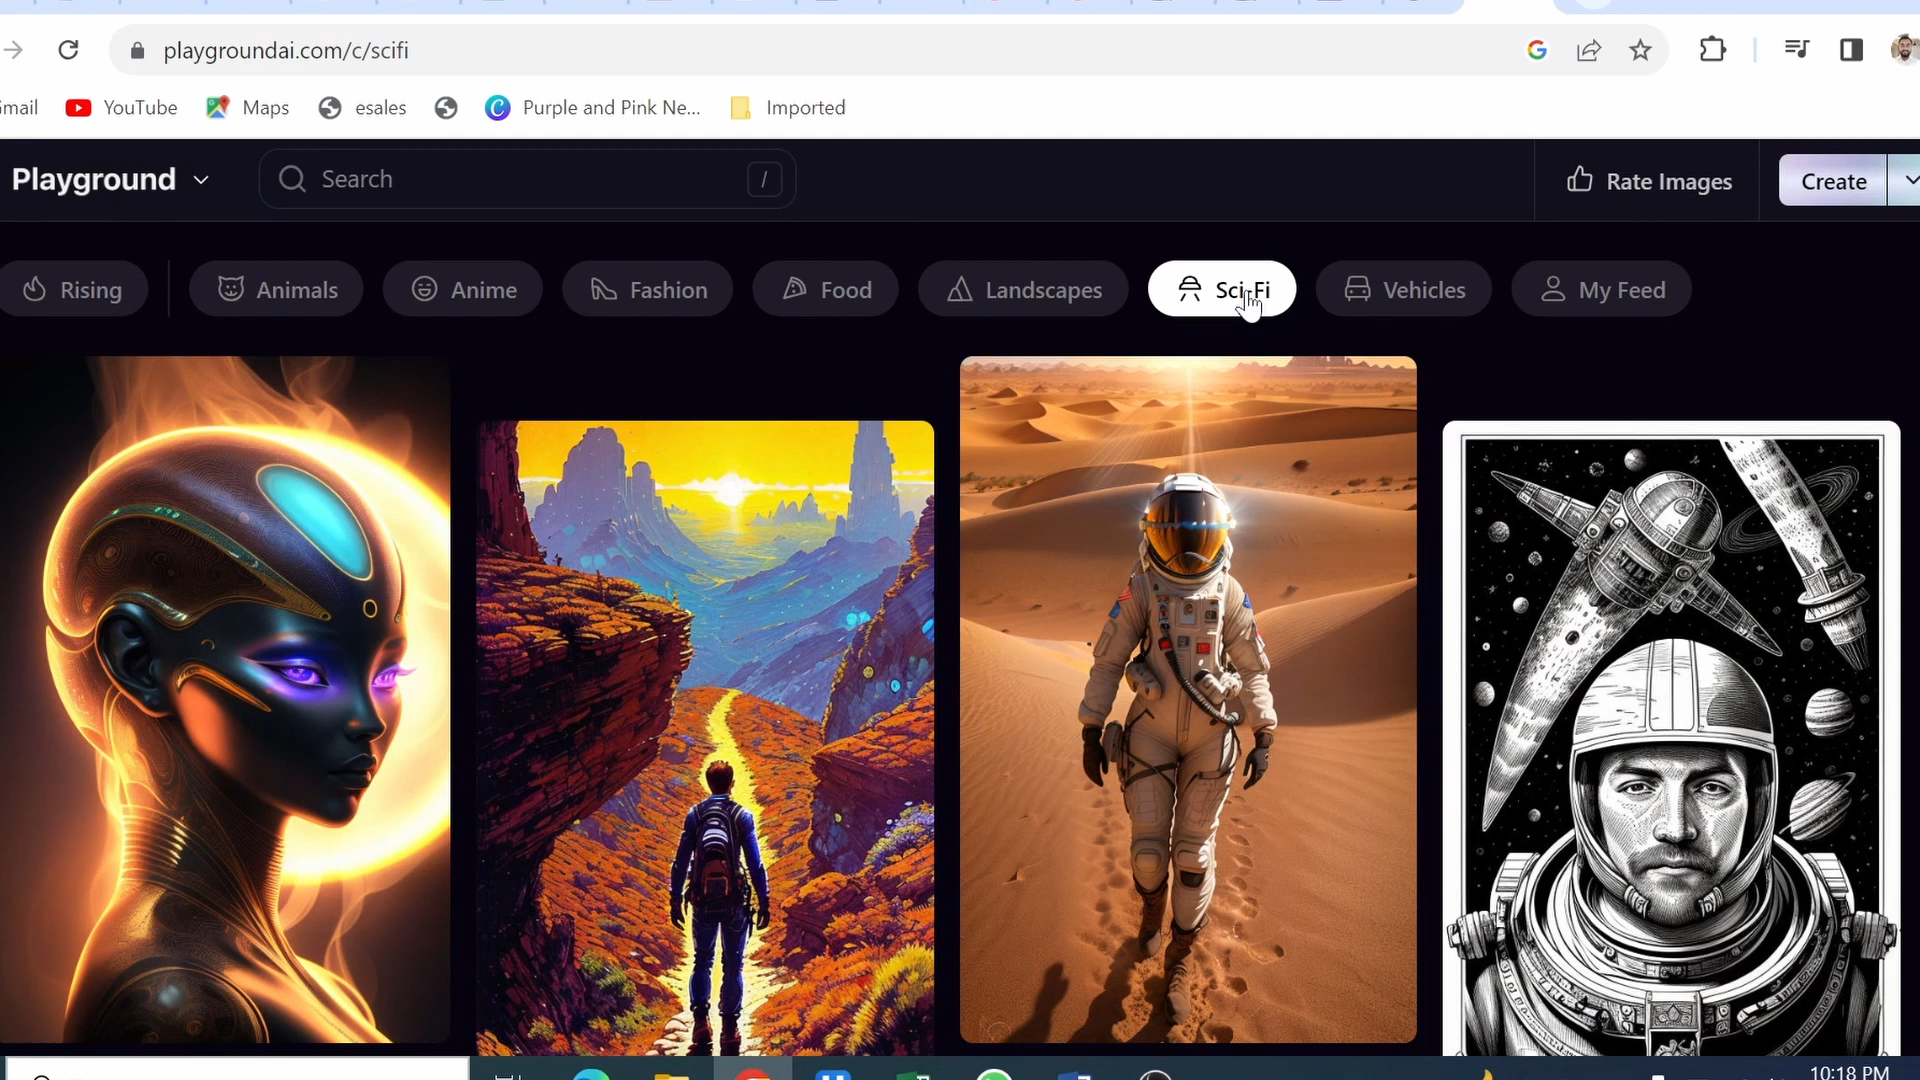 playgroundai.com/c/scifi
mail YouTube Maps esales Purple and Pink Ne... Imported
Playground Search / Rate Images Create
Rising Animals Anime Fashion Food Landscapes Sci-Fi Vehicles My Feed
10:18 PM